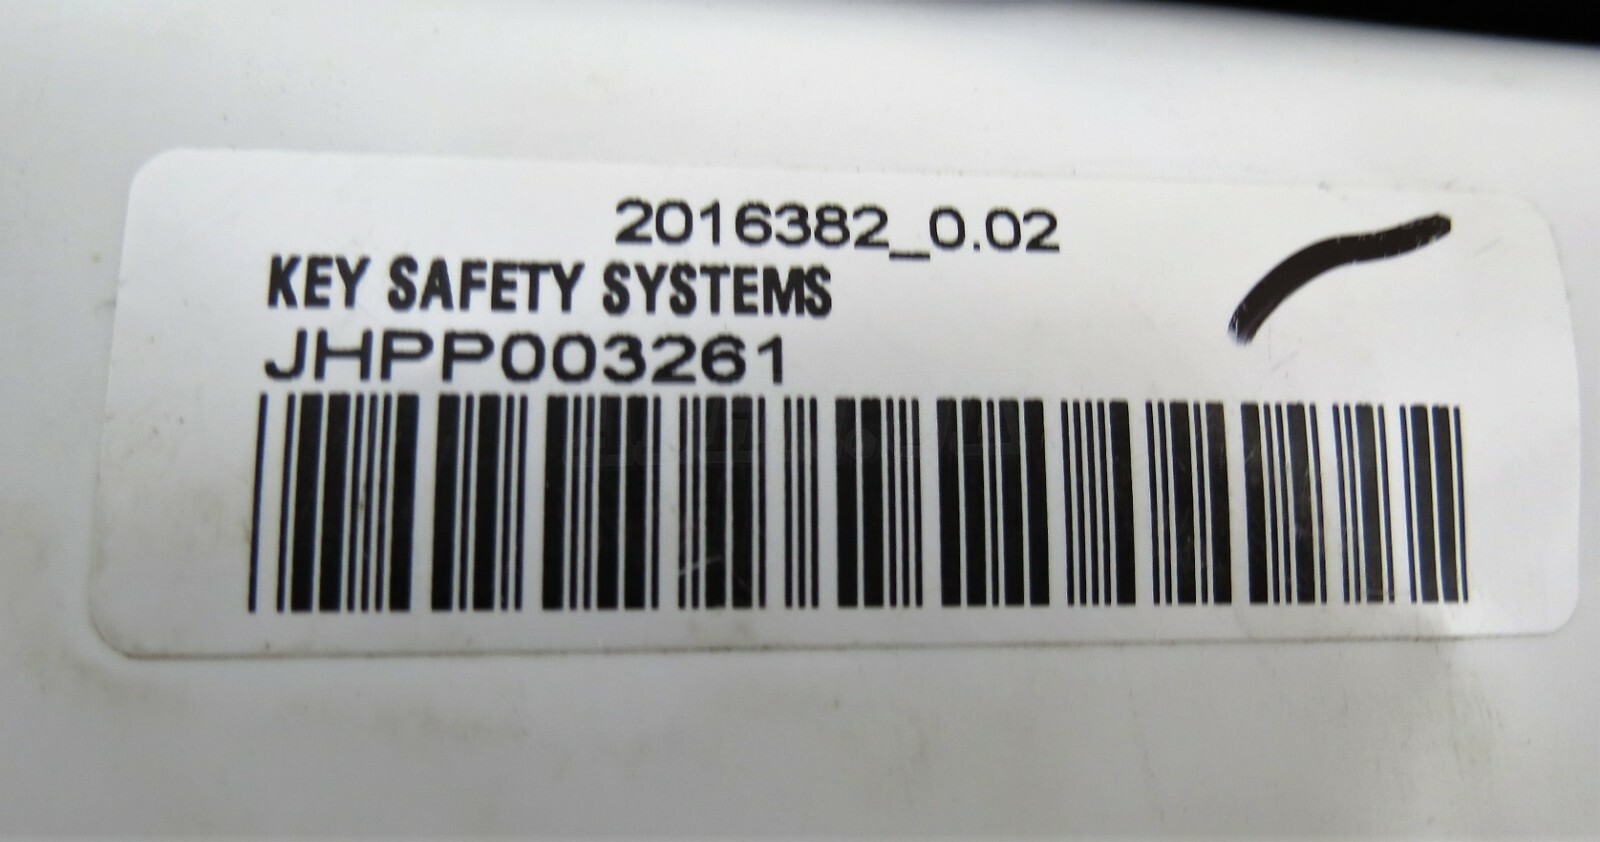 2016382_0.02
KEY SAFETY SYSTEMS
JHPP003261